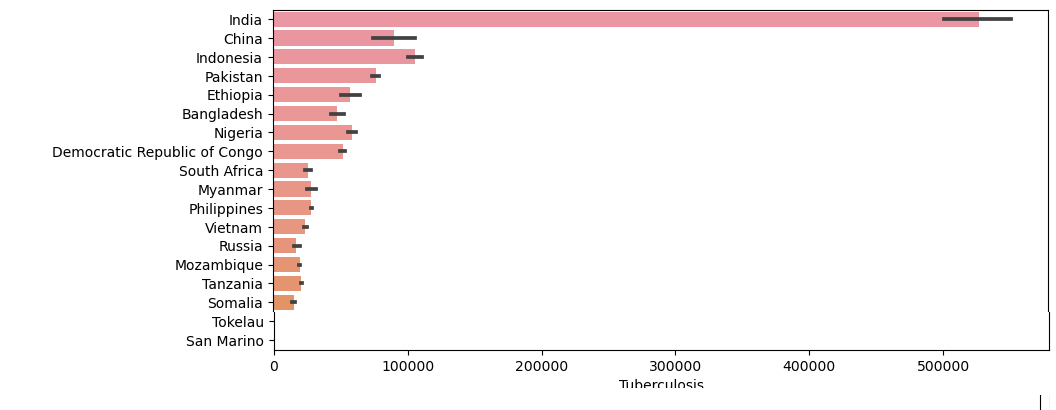 India
China
Indonesia
Pakistan
Ethiopia
Bangladesh
Nigeria
Democratic Republic of Congo
South Africa
Myanmar
Philippines
Vietnam
Russia
Mozambique
Tanzania
Somalia
Tokelau
San Marino
0 100000 200000 300000 400000 500000
Tuberculosis